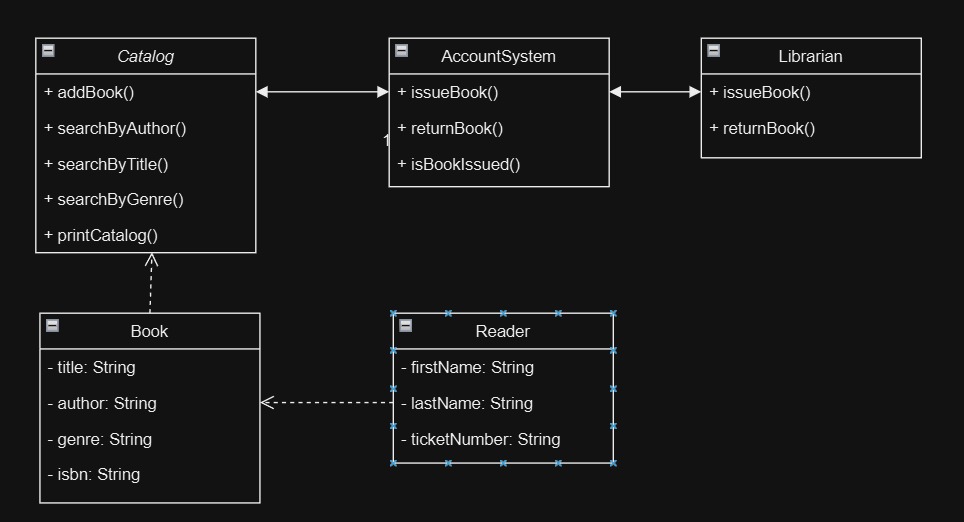 Catalog
+ addBook()
+ searchByAuthor()
+ searchByTitle()
+ searchByGenre()
+ printCatalog()
AccountSystem
+ issueBook()
+ returnBook()
+ isBookIssued()
1
Librarian
+ issueBook()
+ returnBook()
Book
- title: String
- author: String
- genre: String
- isbn: String
Reader
- firstName: String
- lastName: String
- ticketNumber: String